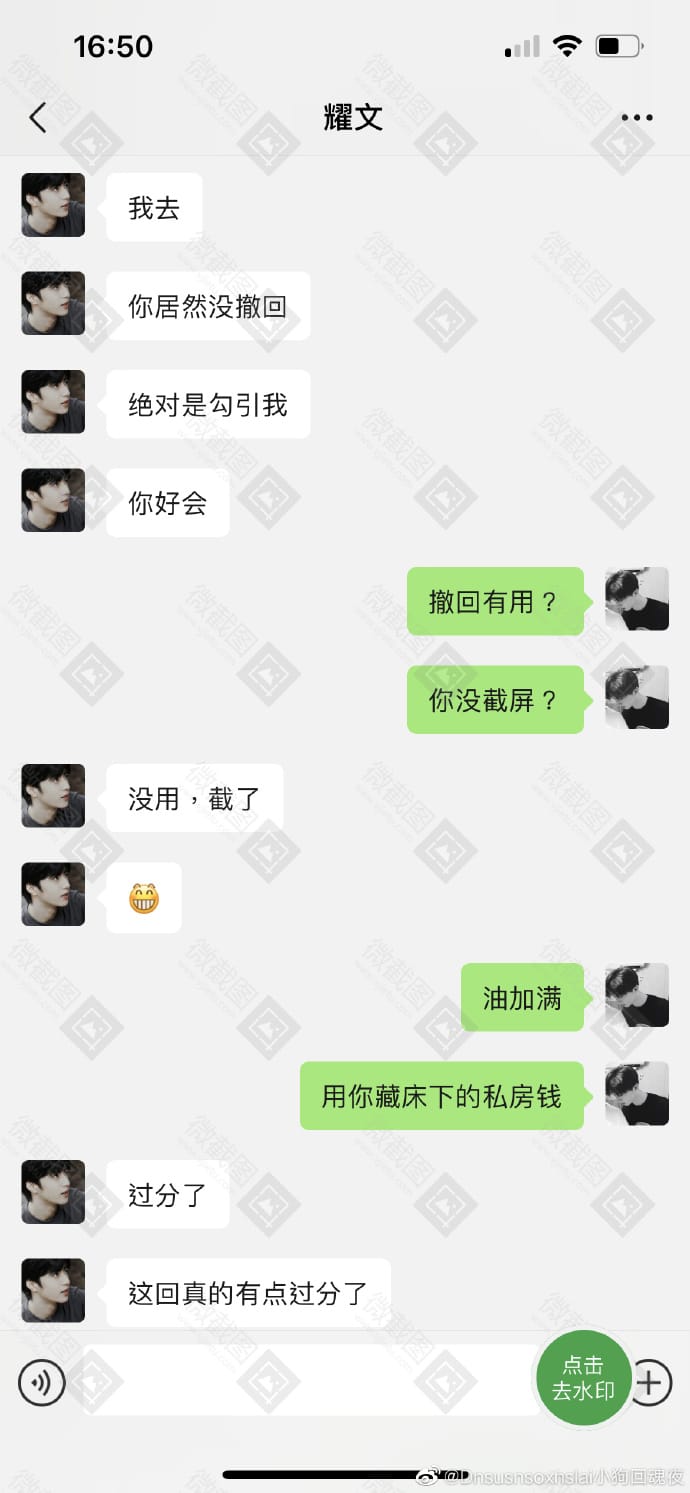 16:50
耀文
我去
你居然没撤回
绝对是勾引我
你好会
撤回有用？
你没截屏？
没用，截了
😁
油加满
用你藏床下的私房钱
过分了
这回真的有点过分了
点击
去水印
微截图
@Dnsusnsoxnslai小狗回魂夜